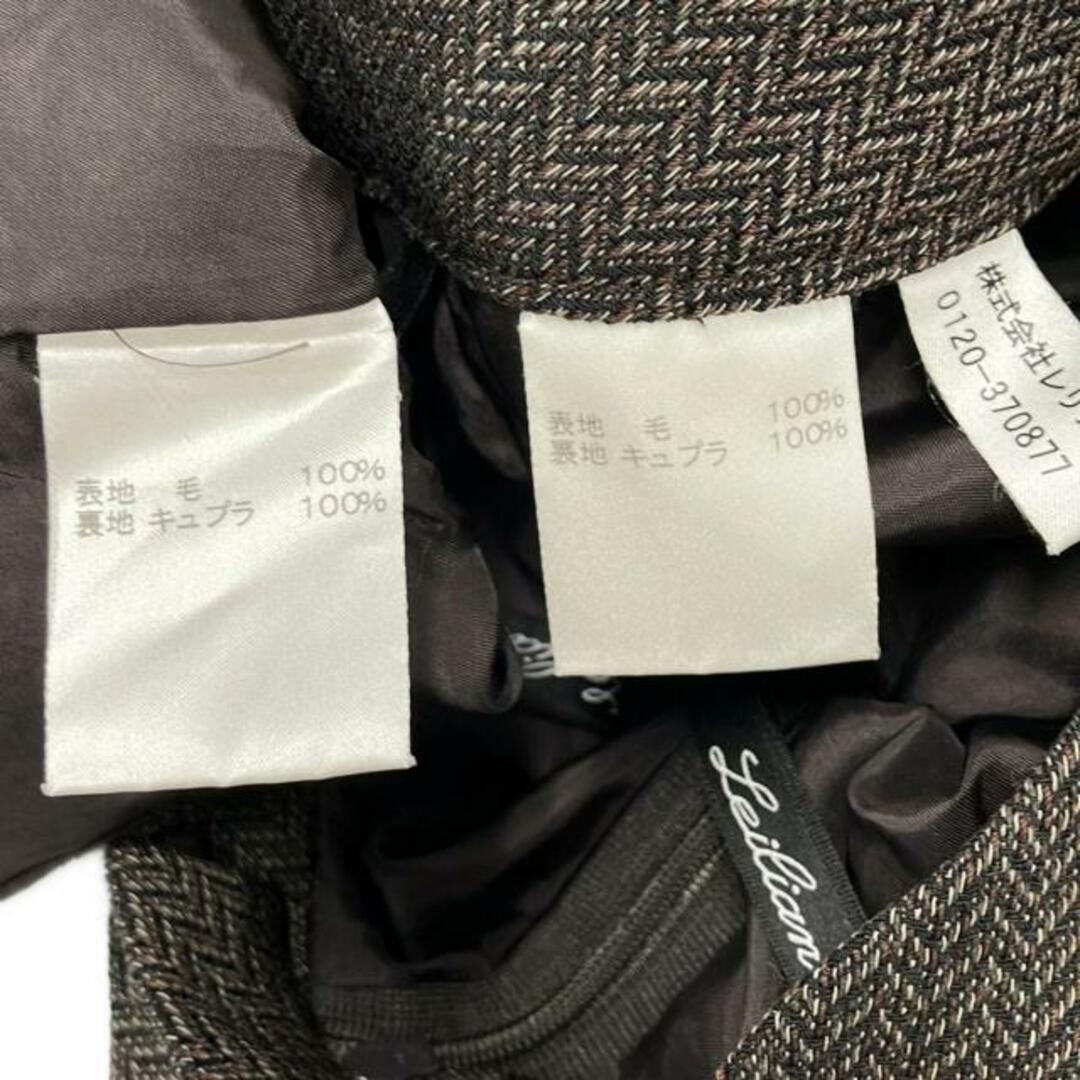 表地 毛 100%
裏地 キュプラ 100%
表地 毛 100%
裏地 キュプラ 100%
株式会社レリ
0120-370877
Leilian